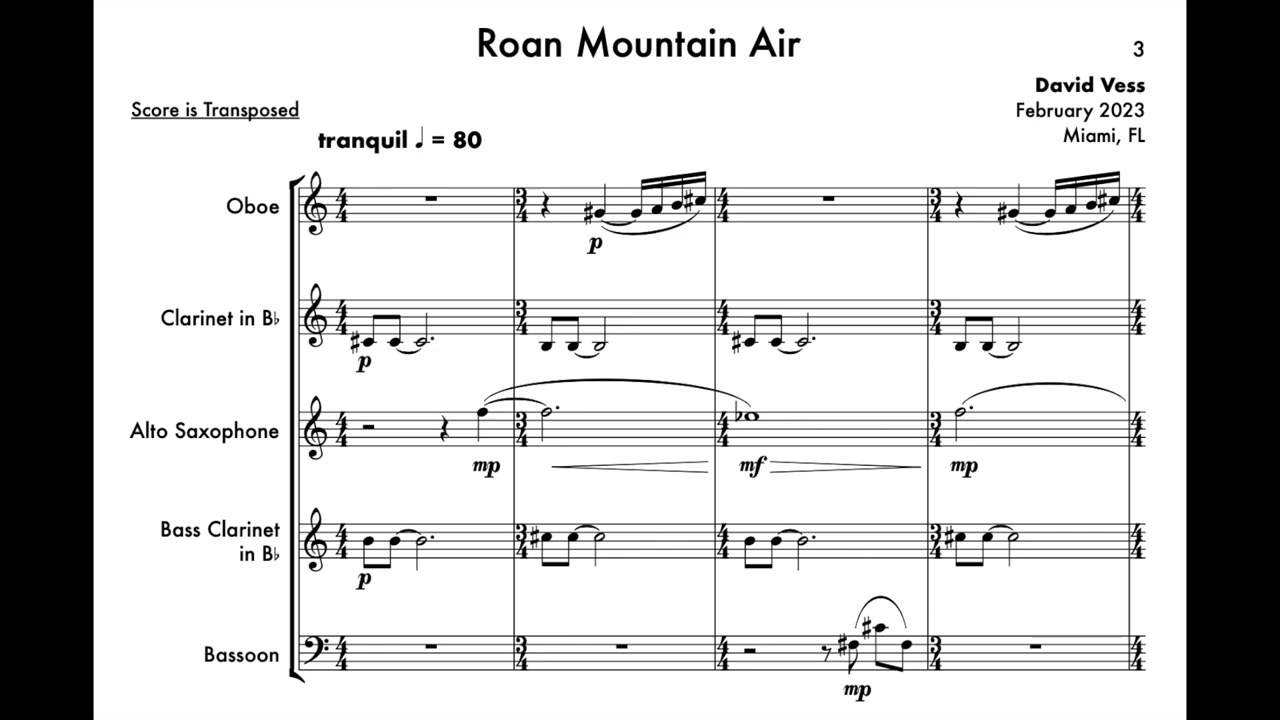 Roan Mountain Air
3
David Vess
Score is Transposed
February 2023
Miami, FL
tranquil ♩ = 80
Oboe
p
Clarinet in B♭
p
Alto Saxophone
mp
mf
mp
Bass Clarinet
in B♭
p
Bassoon
mp